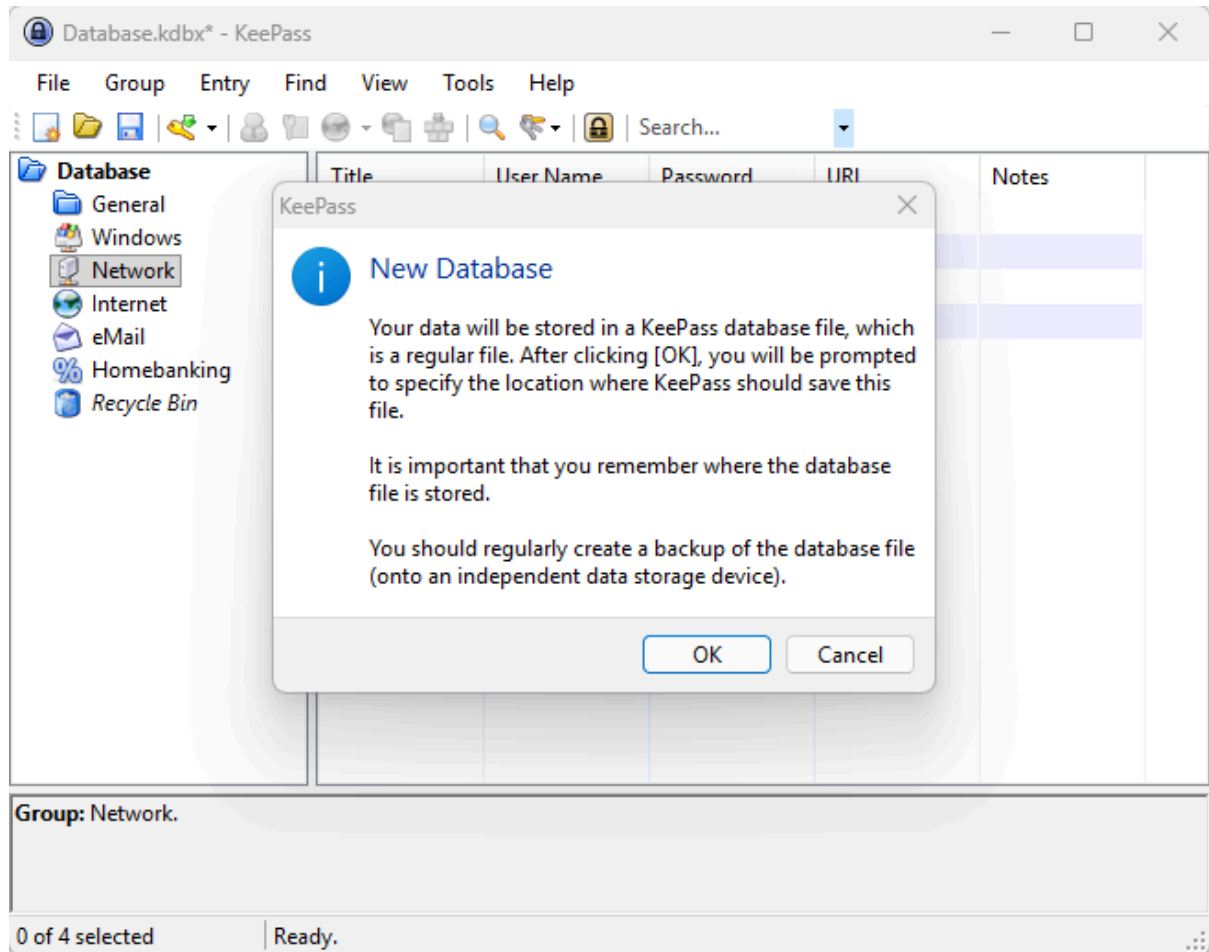 Database.kdbx* - KeePass
File Group Entry Find View Tools Help
Search...
Database
General
Windows
Network
Internet
eMail
Homebanking
Recycle Bin
Title User Name Password URL Notes
KeePass
New Database
Your data will be stored in a KeePass database file, which
is a regular file. After clicking [OK], you will be prompted
to specify the location where KeePass should save this
file.
It is important that you remember where the database
file is stored.
You should regularly create a backup of the database file
(onto an independent data storage device).
OK Cancel
Group: Network.
0 of 4 selected Ready.